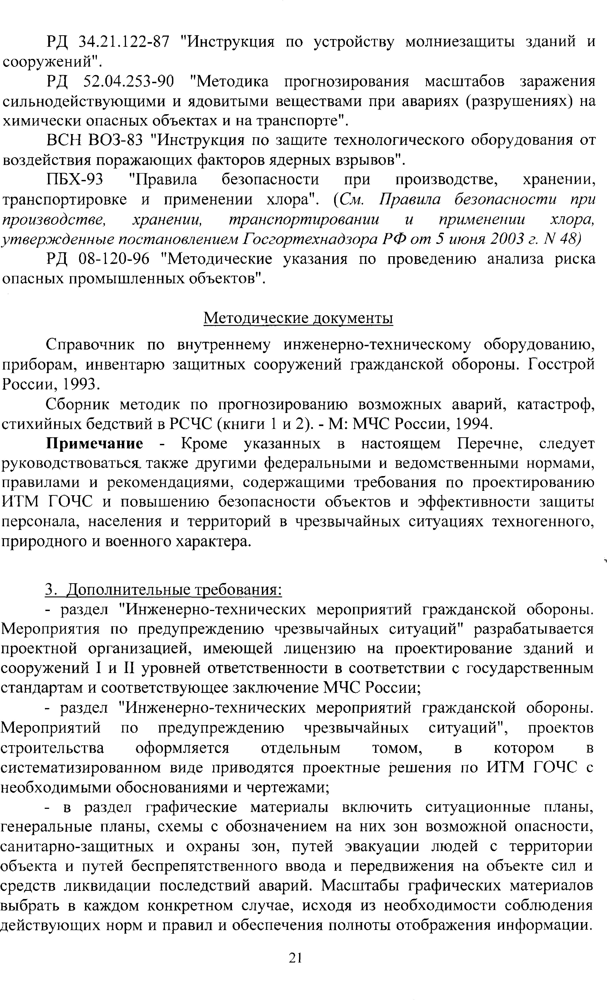 РД 34.21.122-87 "Инструкция по устройству молниезащиты зданий и
сооружений".
РД 52.04.253-90 "Методика прогнозирования масштабов заражения
сильнодействующими и ядовитыми веществами при авариях (разрушениях) на
химически опасных объектах и на транспорте".
ВСН ВОЗ-83 "Инструкция по защите технологического оборудования от
воздействия поражающих факторов ядерных взрывов".
ПБХ-93 "Правила безопасности при производстве, хранении,
транспортировке и применении хлора". (См. Правила безопасности при
производстве, хранении, транспортировании и применении хлора,
утвержденные постановлением Госгортехнадзора РФ от 5 июня 2003 г. N 48)
РД 08-120-96 "Методические указания по проведению анализа риска
опасных промышленных объектов".
Методические документы
Справочник по внутреннему инженерно-техническому оборудованию,
приборам, инвентарю защитных сооружений гражданской обороны. Госстрой
России, 1993.
Сборник методик по прогнозированию возможных аварий, катастроф,
стихийных бедствий в РСЧС (книги 1 и 2). - М: МЧС России, 1994.
Примечание - Кроме указанных в настоящем Перечне, следует
руководствоваться также другими федеральными и ведомственными нормами,
правилами и рекомендациями, содержащими требования по проектированию
ИТМ ГОЧС и повышению безопасности объектов и эффективности защиты
персонала, населения и территорий в чрезвычайных ситуациях техногенного,
природного и военного характера.
3. Дополнительные требования:
- раздел "Инженерно-технических мероприятий гражданской обороны.
Мероприятия по предупреждению чрезвычайных ситуаций" разрабатывается
проектной организацией, имеющей лицензию на проектирование зданий и
сооружений I и II уровней ответственности в соответствии с государственным
стандартам и соответствующее заключение МЧС России;
- раздел "Инженерно-технических мероприятий гражданской обороны.
Мероприятий по предупреждению чрезвычайных ситуаций", проектов
строительства оформляется отдельным томом, в котором в
систематизированном виде приводятся проектные решения по ИТМ ГОЧС с
необходимыми обоснованиями и чертежами;
- в раздел графические материалы включить ситуационные планы,
генеральные планы, схемы с обозначением на них зон возможной опасности,
санитарно-защитных и охраны зон, путей эвакуации людей с территории
объекта и путей беспрепятственного ввода и передвижения на объекте сил и
средств ликвидации последствий аварий. Масштабы графических материалов
выбрать в каждом конкретном случае, исходя из необходимости соблюдения
действующих норм и правил и обеспечения полноты отображения информации.
21